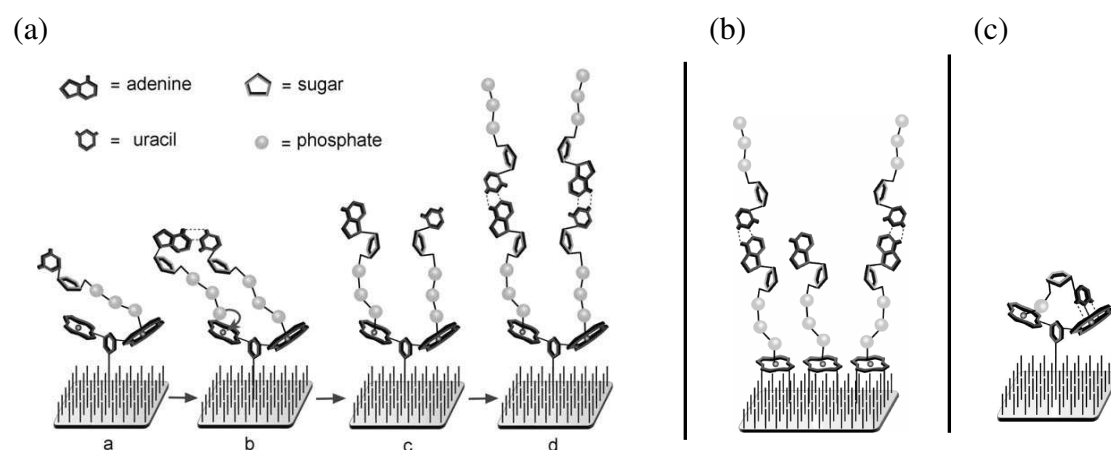 (a)
(b)
(c)
= adenine
= sugar
= uracil
= phosphate
a
b
c
d